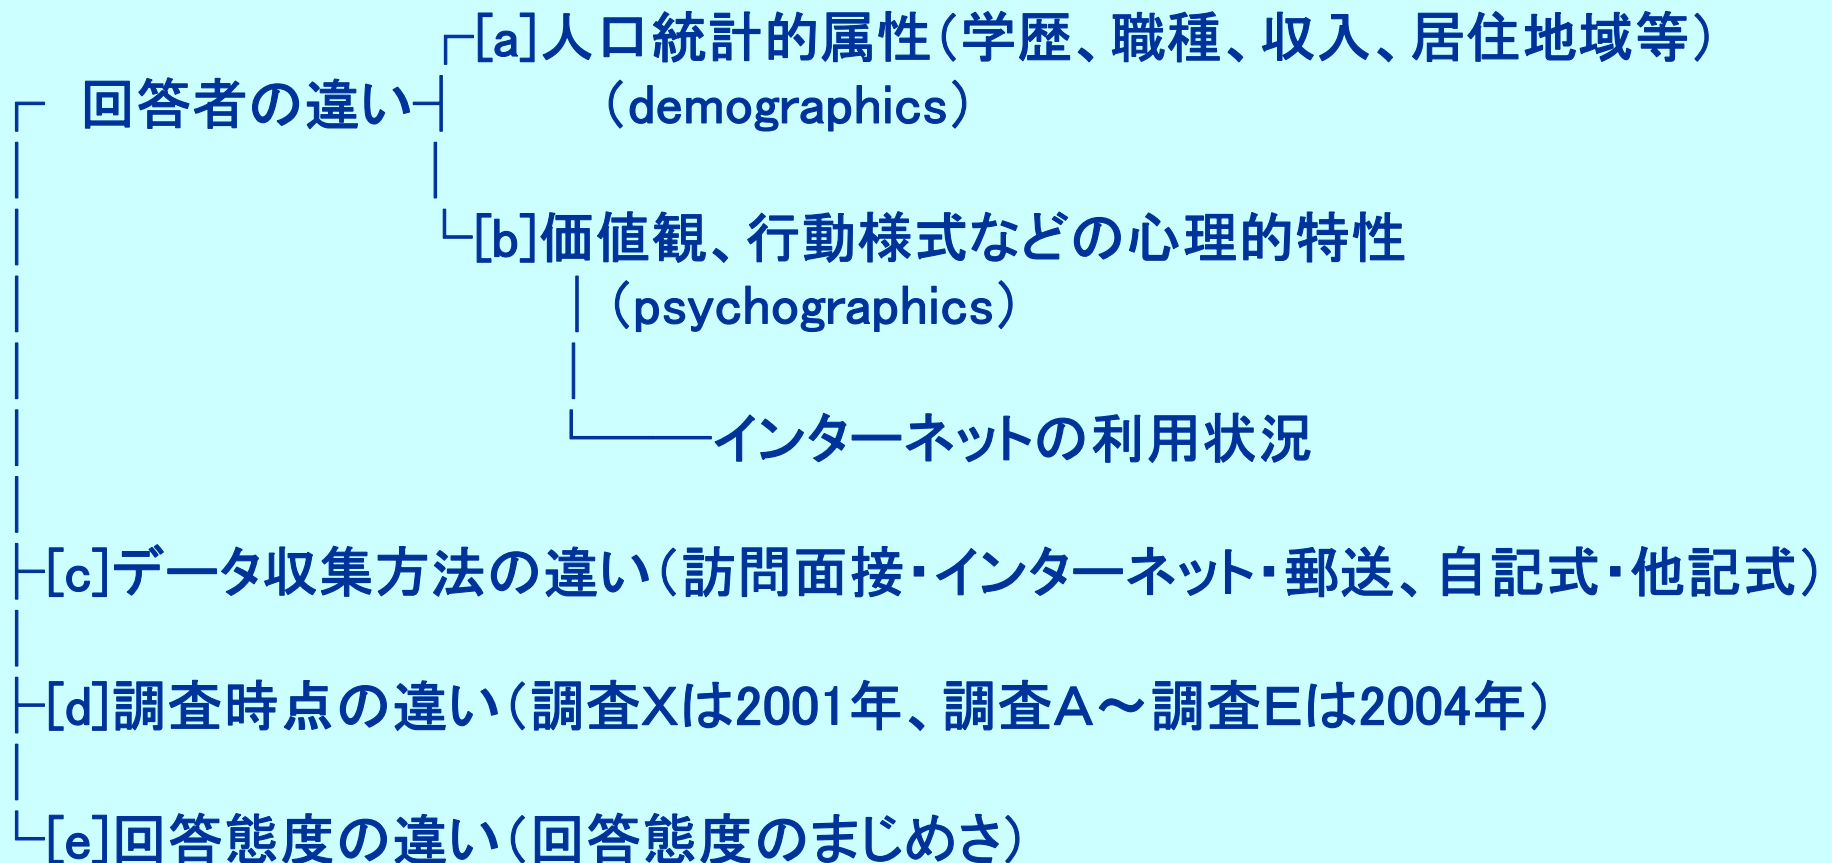 [a]人口統計的属性(学歴、職種、収入、居住地域等)
回答者の違い (demographics)
[b]価値観、行動様式などの心理的特性
(psychographics)
インターネットの利用状況
[c]データ収集方法の違い(訪問面接・インターネット・郵送、自記式・他記式)
[d]調査時点の違い(調査Xは2001年、調査A~調査Eは2004年)
[e]回答態度の違い(回答態度のまじめさ)